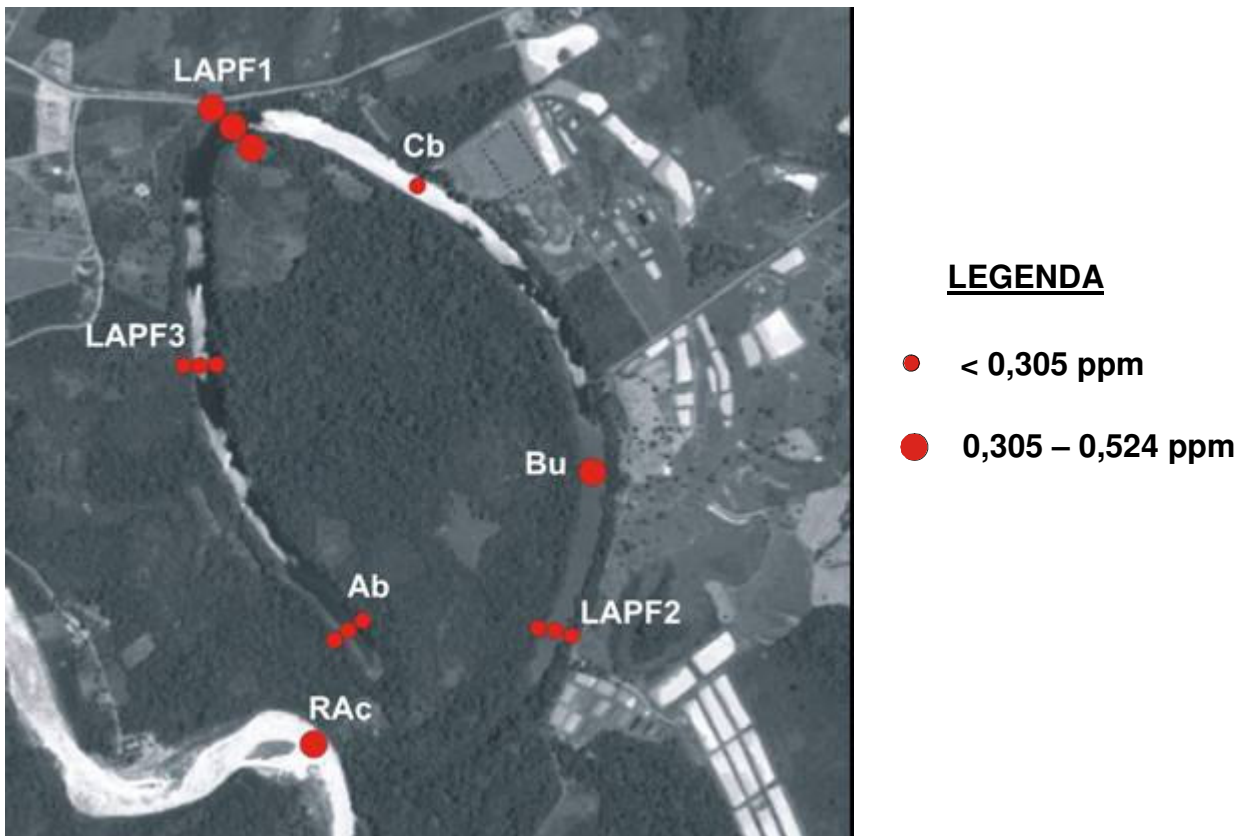 LAPF1
Cb
LAPF3
Bu
Ab
LAPF2
RAc
LEGENDA
< 0,305 ppm
0,305 – 0,524 ppm